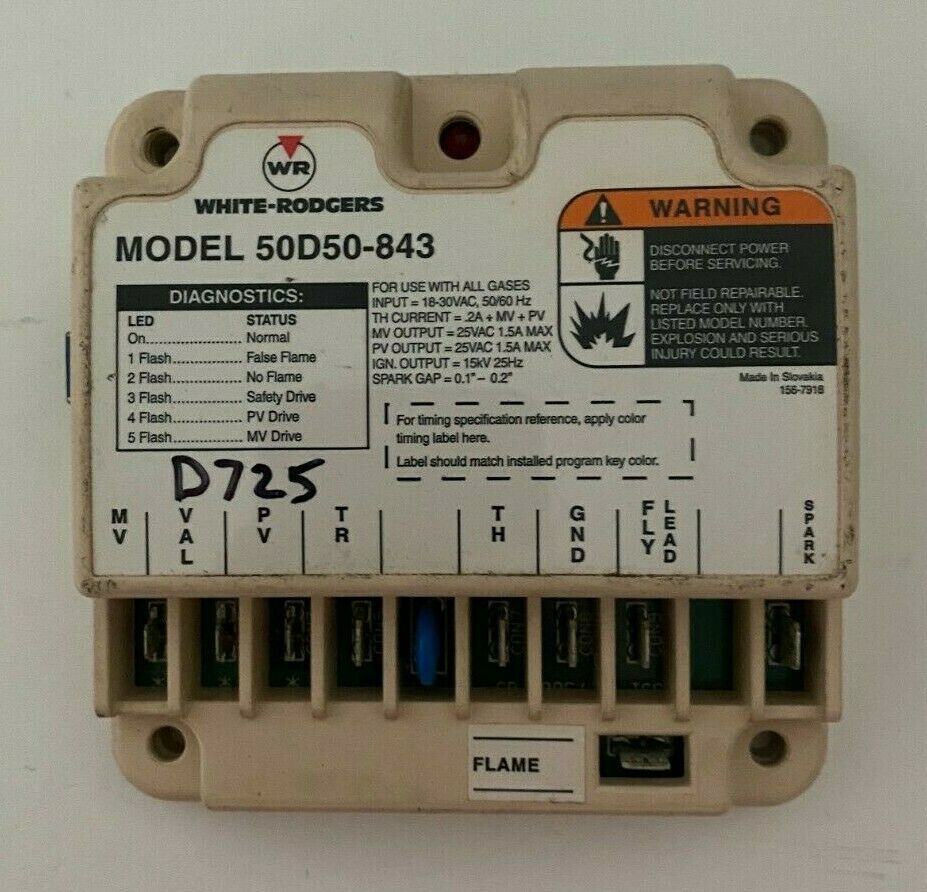 WR
WHITE-RODGERS
MODEL 50D50-843
DIAGNOSTICS:
LED STATUS
On.................... Normal
1 Flash.............. False Flame
2 Flash.............. No Flame
3 Flash.............. Safety Drive
4 Flash.............. PV Drive
5 Flash.............. MV Drive
FOR USE WITH ALL GASES
INPUT = 18-30VAC, 50/60 Hz
TH CURRENT = .2A + MV + PV
MV OUTPUT = 25VAC 1.5A MAX
PV OUTPUT = 25VAC 1.5A MAX
IGN. OUTPUT = 15kV 25Hz
SPARK GAP = 0.1" – 0.2"
WARNING
DISCONNECT POWER
BEFORE SERVICING.
NOT FIELD REPAIRABLE.
REPLACE ONLY WITH
LISTED MODEL NUMBER,
EXPLOSION AND SERIOUS
INJURY COULD RESULT.
Made In Slovakia
156-7918
For timing specification reference, apply color
timing label here.
Label should match installed program key color.
D725
MV
VAL
PV
TR
TH
GND
FLY
LEAD
SPARK
FLAME